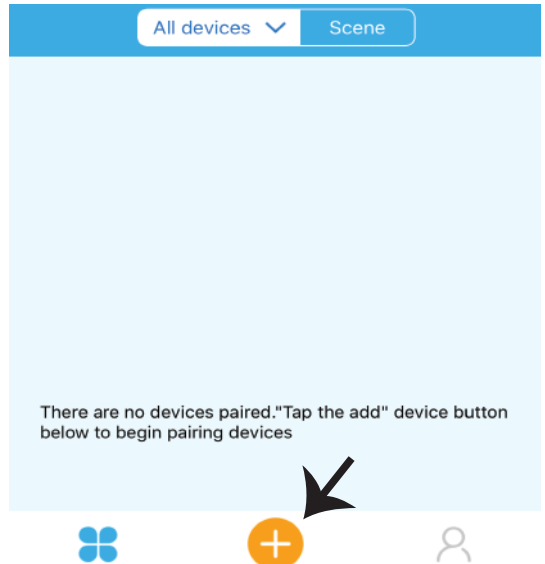 All devices Scene
There are no devices paired."Tap the add" device button
below to begin pairing devices